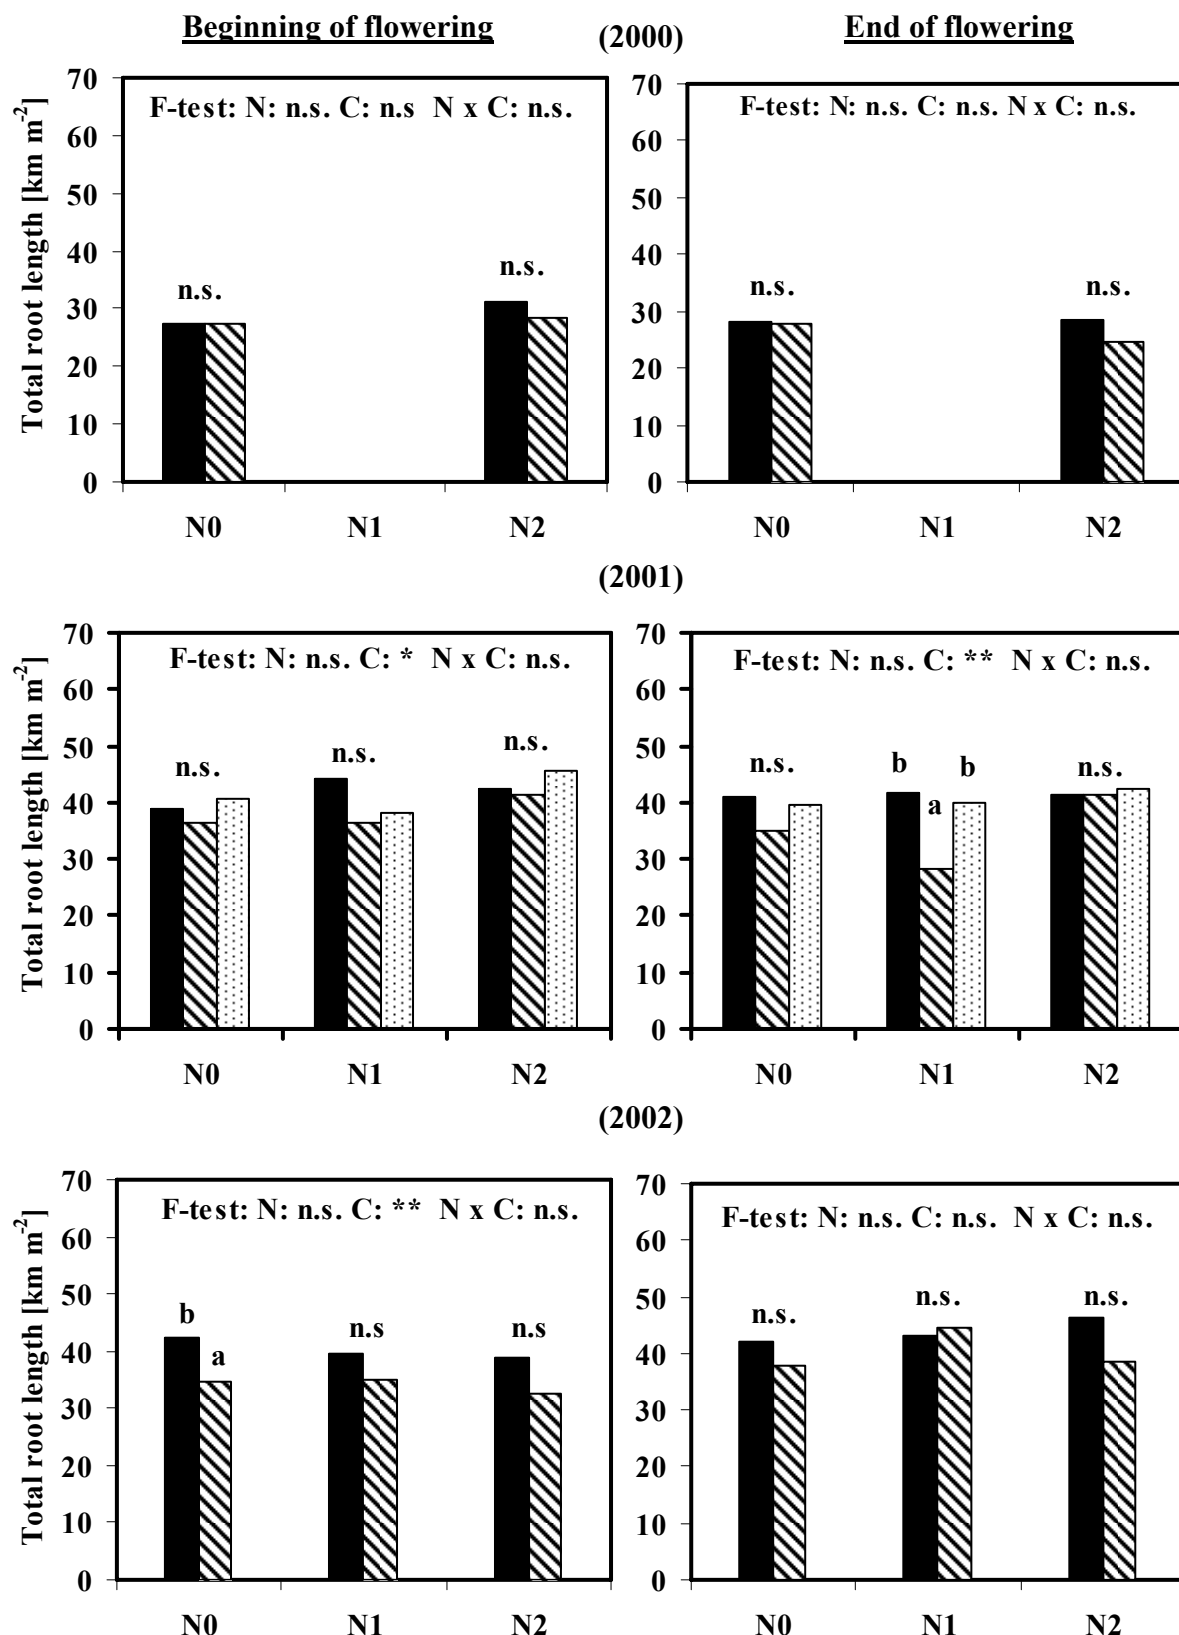 Beginning of flowering (2000) End of flowering
Total root length [km m-2]
70
60
50
40
30
20
10
0
F-test: N: n.s. C: n.s N x C: n.s.
n.s.
n.s.
N0 N1 N2
70
60
50
40
30
20
10
0
F-test: N: n.s. C: n.s. N x C: n.s.
n.s.
n.s.
N0 N1 N2
(2001)
Total root length [km m-2]
70
60
50
40
30
20
10
0
F-test: N: n.s. C: * N x C: n.s.
n.s.
n.s.
n.s.
N0 N1 N2
70
60
50
40
30
20
10
0
F-test: N: n.s. C: ** N x C: n.s.
n.s.
b
a
b
n.s.
N0 N1 N2
(2002)
Total root length [km m-2]
70
60
50
40
30
20
10
0
F-test: N: n.s. C: ** N x C: n.s.
b
a
n.s
n.s
N0 N1 N2
70
60
50
40
30
20
10
0
F-test: N: n.s. C: n.s. N x C: n.s.
n.s.
n.s.
n.s.
N0 N1 N2